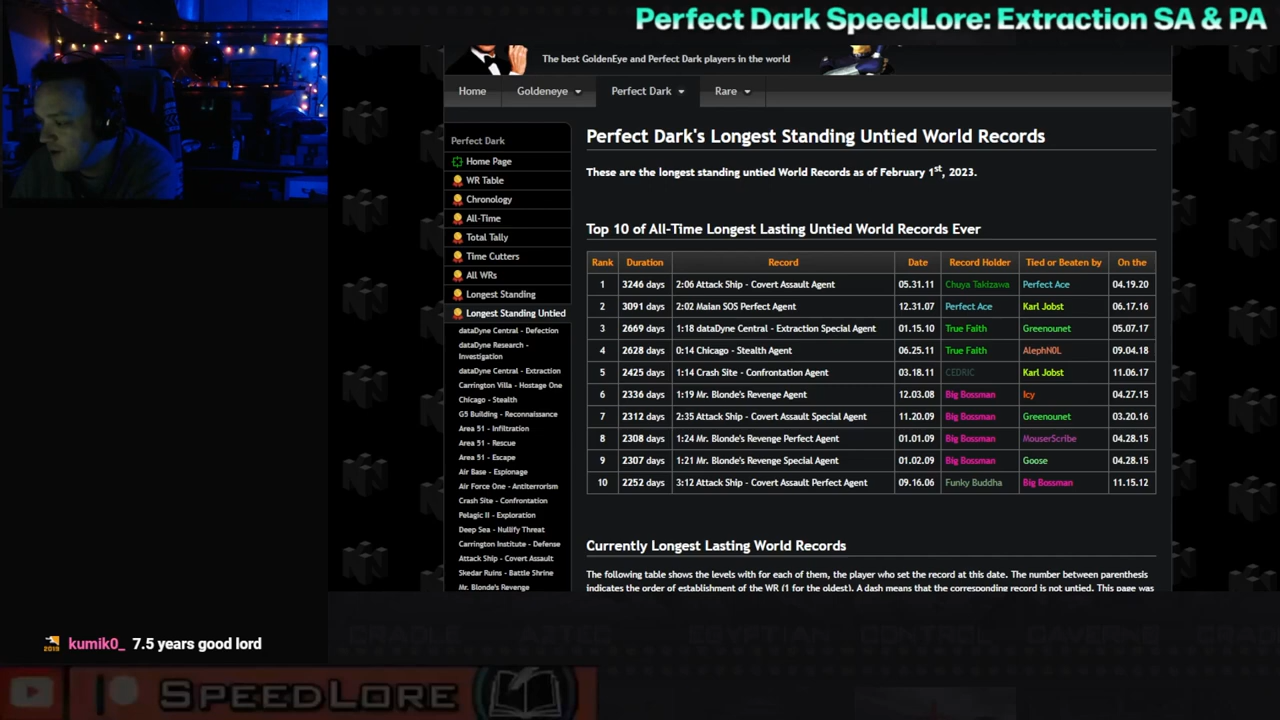 Perfect Dark SpeedLore: Extraction SA & PA
The best GoldenEye and Perfect Dark players in the world
Home Goldeneye Perfect Dark Rare
Perfect Dark
Home Page
WR Table
Chronology
All-Time
Total Tally
Time Cutters
All WRs
Longest Standing
Longest Standing Untied
dataDyne Central - Defection
dataDyne Research -
Investigation
dataDyne Central - Extraction
Carrington Villa - Hostage One
Chicago - Stealth
G5 Building - Reconnaissance
Area 51 - Infiltration
Area 51 - Rescue
Area 51 - Escape
Air Base - Espionage
Air Force One - Antiterrorism
Crash Site - Confrontation
Pelagic II - Exploration
Deep Sea - Nullify Threat
Carrington Institute - Defense
Attack Ship - Covert Assault
Skedar Ruins - Battle Shrine
Mr. Blonde's Revenge
Perfect Dark's Longest Standing Untied World Records
These are the longest standing untied World Records as of February 1st, 2023.
Top 10 of All-Time Longest Lasting Untied World Records Ever
Rank Duration Record Date Record Holder Tied or Beaten by On the
1 3246 days 2:06 Attack Ship - Covert Assault Agent 05.31.11 Chuya Takizawa Perfect Ace 04.19.20
2 3091 days 2:02 Maian SOS Perfect Agent 12.31.07 Perfect Ace Karl Jobst 06.17.16
3 2669 days 1:18 dataDyne Central - Extraction Special Agent 01.15.10 True Faith Greenounet 05.07.17
4 2628 days 0:14 Chicago - Stealth Agent 06.25.11 True Faith AlephN0L 09.04.18
5 2425 days 1:14 Crash Site - Confrontation Agent 03.18.11 CEDRIC Karl Jobst 11.06.17
6 2336 days 1:19 Mr. Blonde's Revenge Agent 12.03.08 Big Bossman Icy 04.27.15
7 2312 days 2:35 Attack Ship - Covert Assault Special Agent 11.20.09 Big Bossman Greenounet 03.20.16
8 2308 days 1:24 Mr. Blonde's Revenge Perfect Agent 01.01.09 Big Bossman MouserScribe 04.28.15
9 2307 days 1:21 Mr. Blonde's Revenge Special Agent 01.02.09 Big Bossman Goose 04.28.15
10 2252 days 3:12 Attack Ship - Covert Assault Perfect Agent 09.16.06 Funky Buddha Big Bossman 11.15.12
Currently Longest Lasting World Records
The following table shows the levels with for each of them, the player who set the record at this date. The number between parenthesis
indicates the order of establishment of the WR (1 for the oldest). A dash means that the corresponding record is not untied. This page was
CRADLE AZTEC EGYPTIAN CONTROL CAVERNS GRAD
2019 kumik0_ 7.5 years good lord
SPEEDLORE